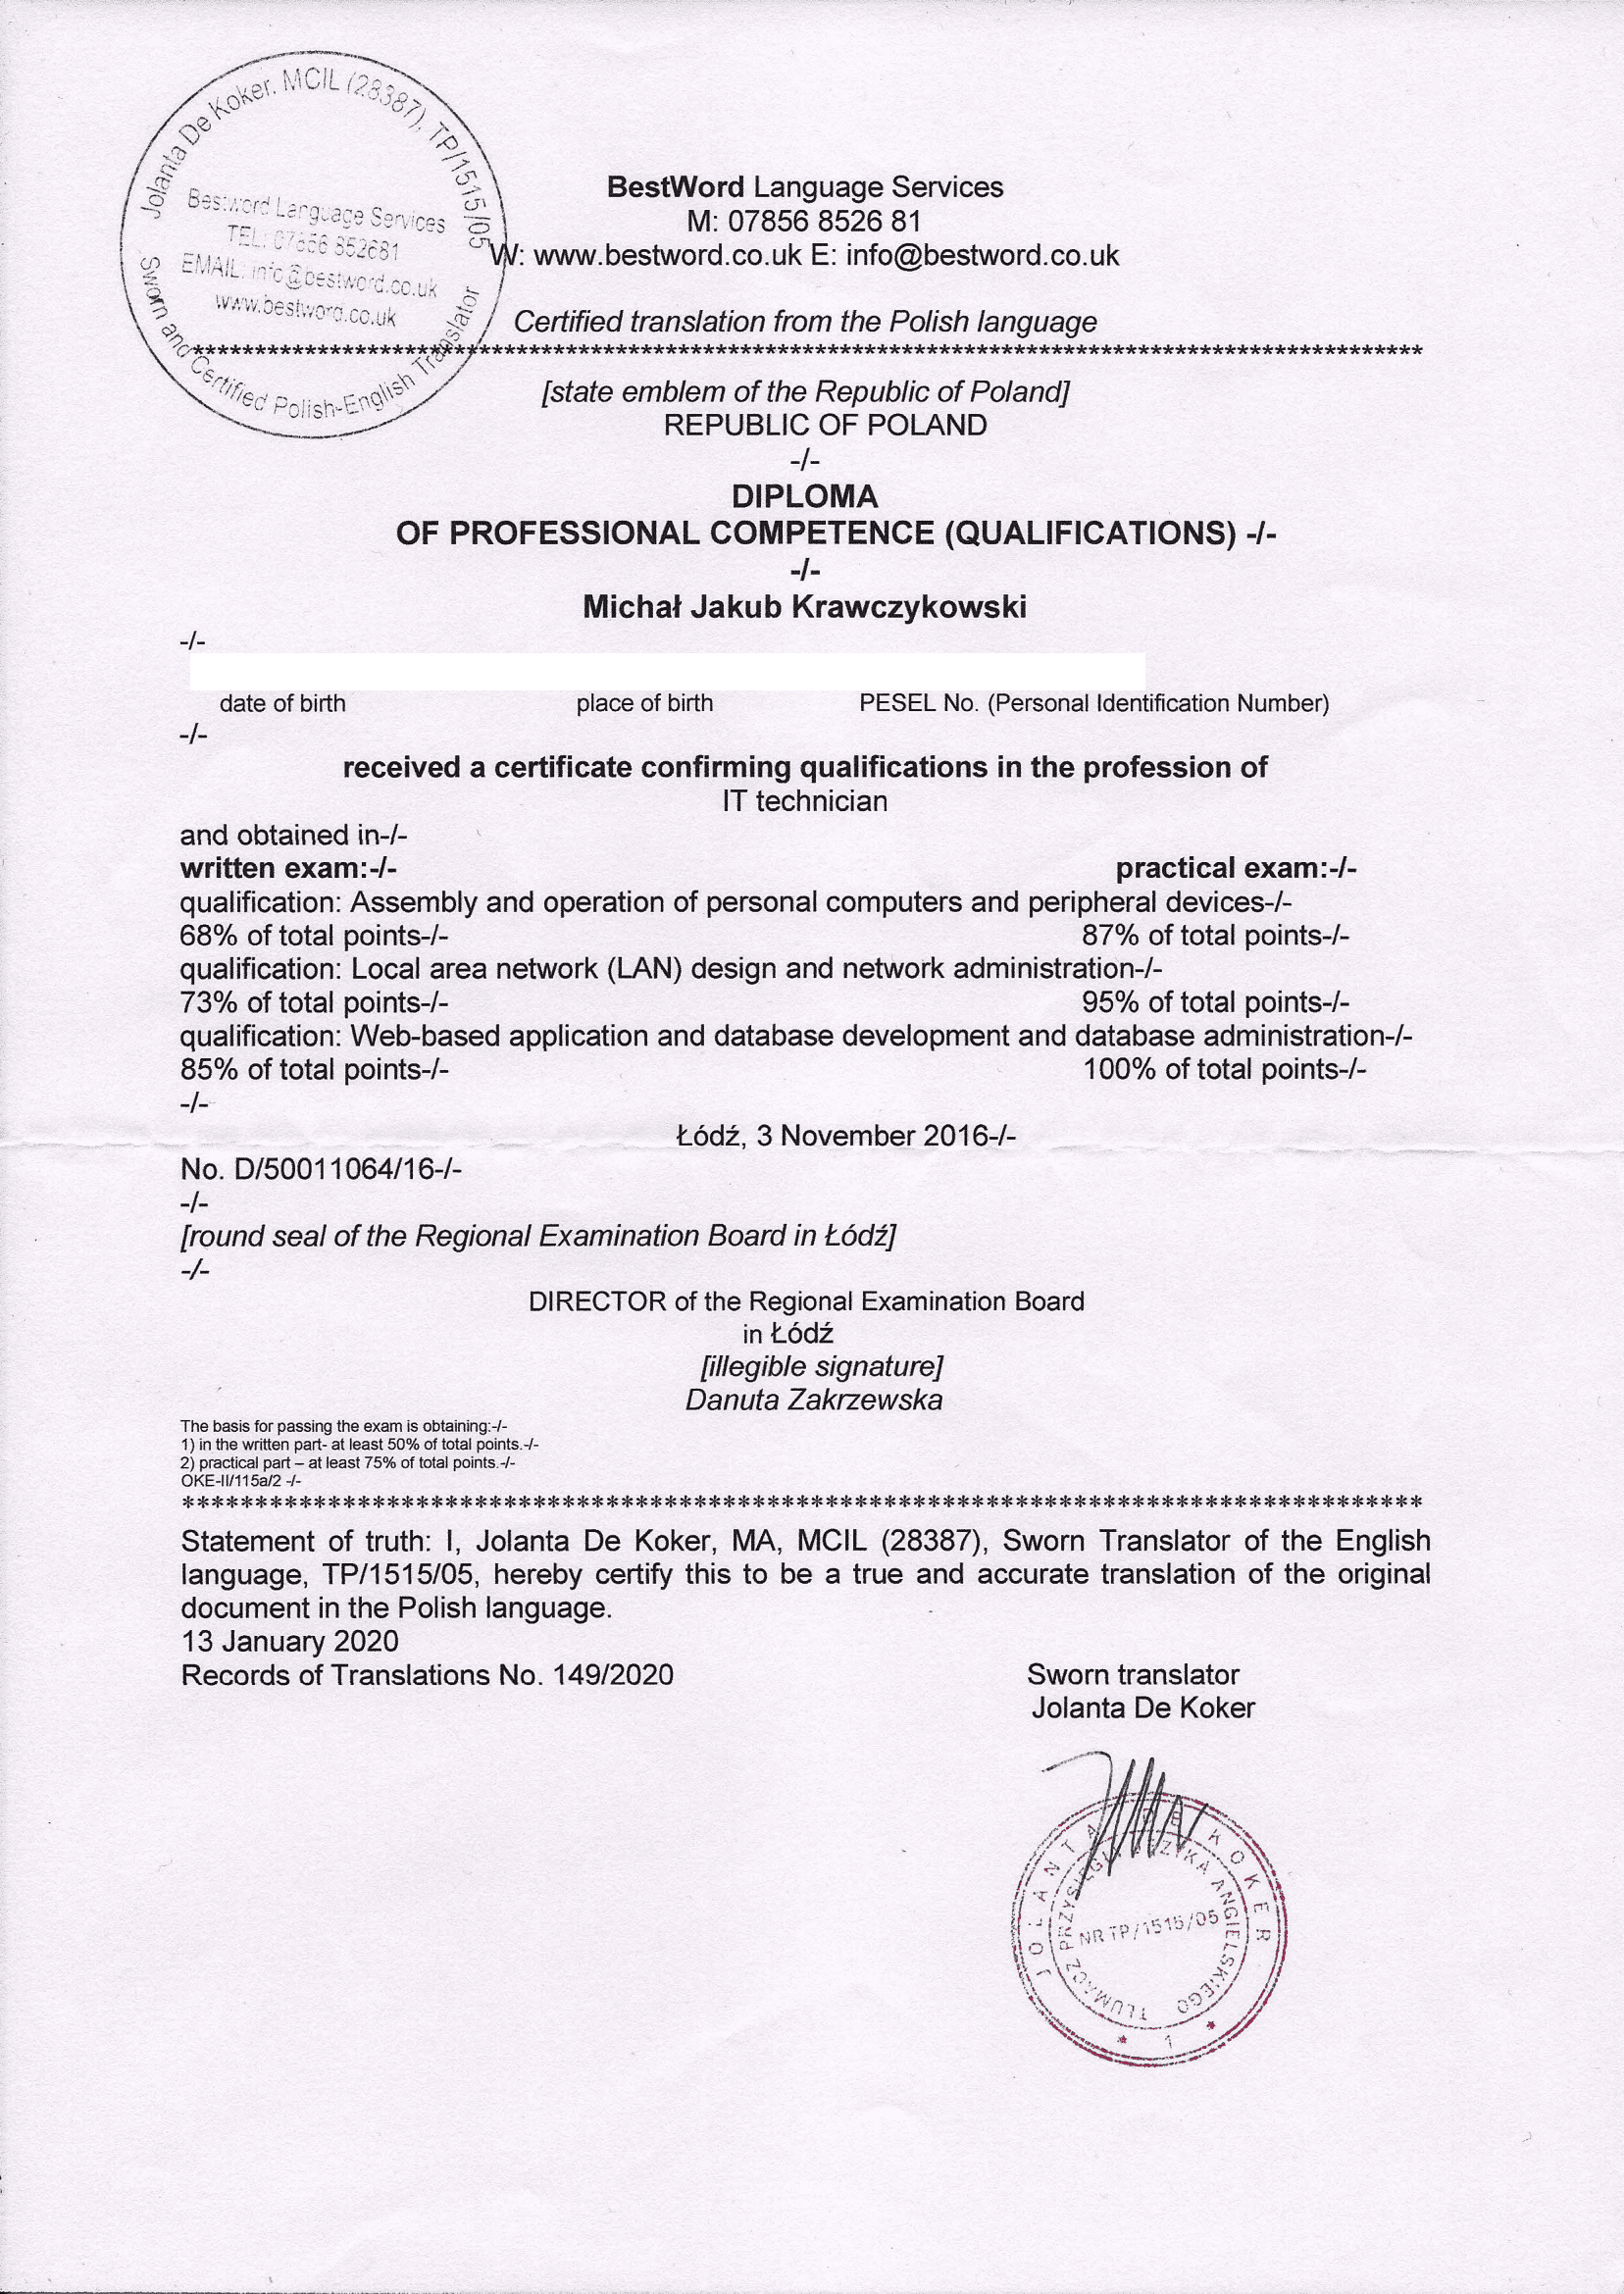 Jolanta De Koker, MCIL (28387), TP/1515/05
Sworn and Certified Polish-English Translator
Bestword Language Services
TEL: 07856 852681
EMAIL: info@bestword.co.uk
www.bestword.co.uk
BestWord Language Services
M: 07856 8526 81
W: www.bestword.co.uk E: info@bestword.co.uk
Certified translation from the Polish language
****************************************************************************************************
[state emblem of the Republic of Poland]
REPUBLIC OF POLAND
-/-
DIPLOMA
OF PROFESSIONAL COMPETENCE (QUALIFICATIONS) -/-
-/-
Michał Jakub Krawczykowski
-/-
date of birth place of birth PESEL No. (Personal Identification Number)
-/-
received a certificate confirming qualifications in the profession of
IT technician
and obtained in-/-
written exam:-/- practical exam:-/-
qualification: Assembly and operation of personal computers and peripheral devices-/-
68% of total points-/- 87% of total points-/-
qualification: Local area network (LAN) design and network administration-/-
73% of total points-/- 95% of total points-/-
qualification: Web-based application and database development and database administration-/-
85% of total points-/- 100% of total points-/-
-/-
Łódź, 3 November 2016-/-
No. D/50011064/16-/-
-/-
[round seal of the Regional Examination Board in Łódź]
-/-
DIRECTOR of the Regional Examination Board
in Łódź
[illegible signature]
Danuta Zakrzewska
The basis for passing the exam is obtaining:-/-
1) in the written part- at least 50% of total points.-/-
2) practical part – at least 75% of total points.-/-
OKE-II/115a/2 -/-
*************************************************************************************
Statement of truth: I, Jolanta De Koker, MA, MCIL (28387), Sworn Translator of the English
language, TP/1515/05, hereby certify this to be a true and accurate translation of the original
document in the Polish language.
13 January 2020
Records of Translations No. 149/2020 Sworn translator
Jolanta De Koker
JOLANTA DE KOKER
TŁUMACZ PRZYSIĘGŁY JĘZYKA ANGIELSKIEGO
NR TP/1515/05
* 1 *